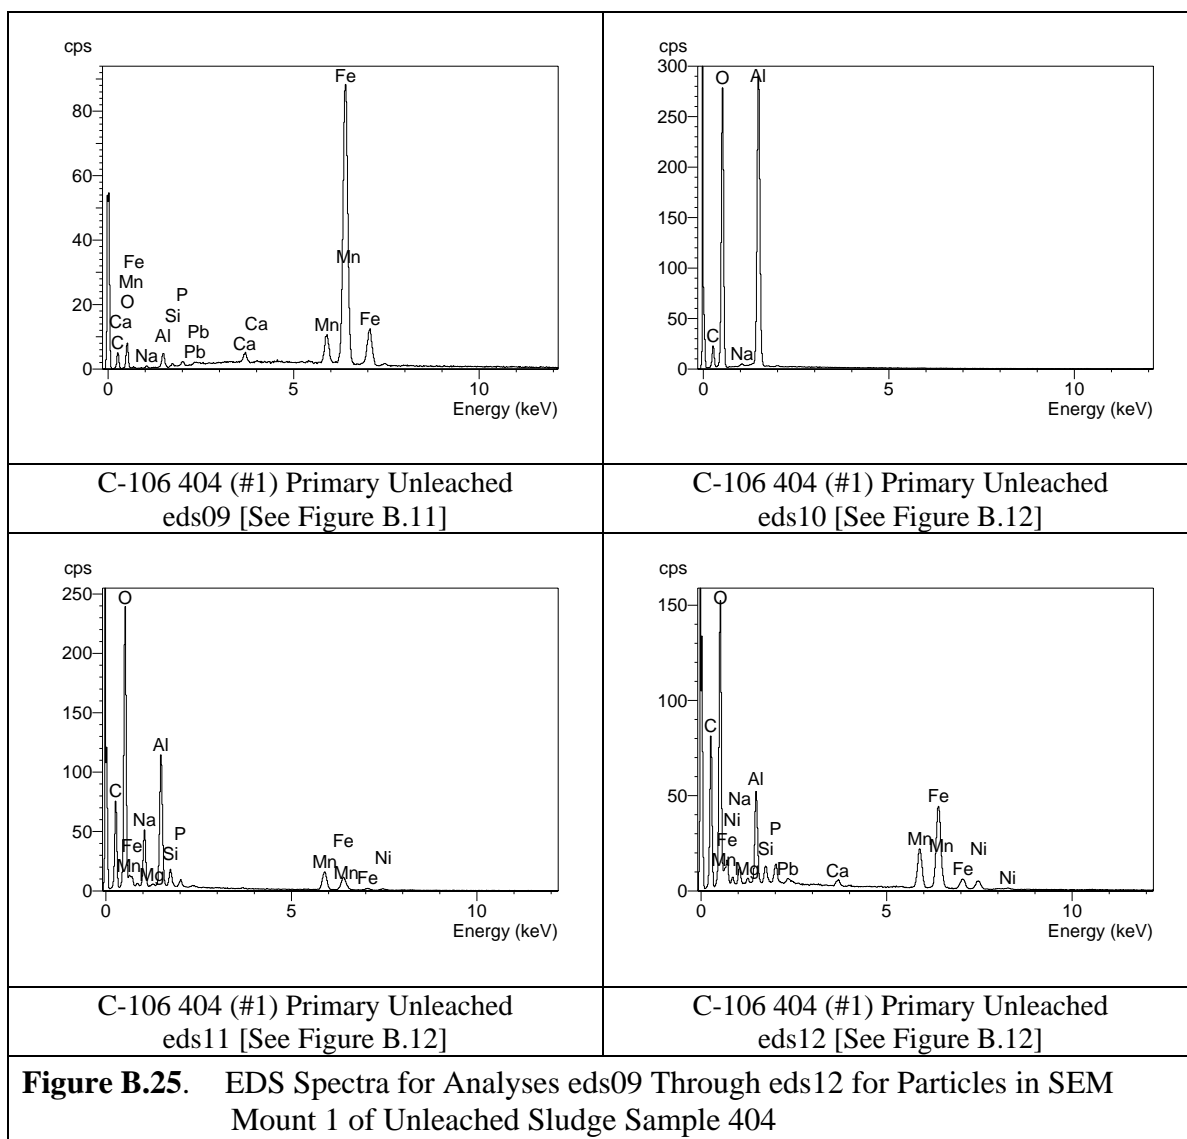 cps
80
60
40
20
0
Fe
Mn
Fe
Mn
O
Ca
C
Na
Al
Si
P
Pb
Pb
Ca
Ca
Mn
Fe
0 5 10
Energy (keV)
C-106 404 (#1) Primary Unleached
eds09 [See Figure B.11]
cps
300
250
200
150
100
50
0
O
Al
C
Na
0 5 10
Energy (keV)
C-106 404 (#1) Primary Unleached
eds10 [See Figure B.12]
cps
250
200
150
100
50
0
O
Al
C
Na
Fe
Mn
Mg
Si
P
Mn
Fe
Mn
Fe
Ni
0 5 10
Energy (keV)
C-106 404 (#1) Primary Unleached
eds11 [See Figure B.12]
cps
150
100
50
0
O
C
Al
Na
Ni
Fe
Mn
Mg
Si
P
Pb
Ca
Fe
Mn
Mn
Fe
Ni
Ni
0 5 10
Energy (keV)
C-106 404 (#1) Primary Unleached
eds12 [See Figure B.12]
Figure B.25. EDS Spectra for Analyses eds09 Through eds12 for Particles in SEM
Mount 1 of Unleached Sludge Sample 404